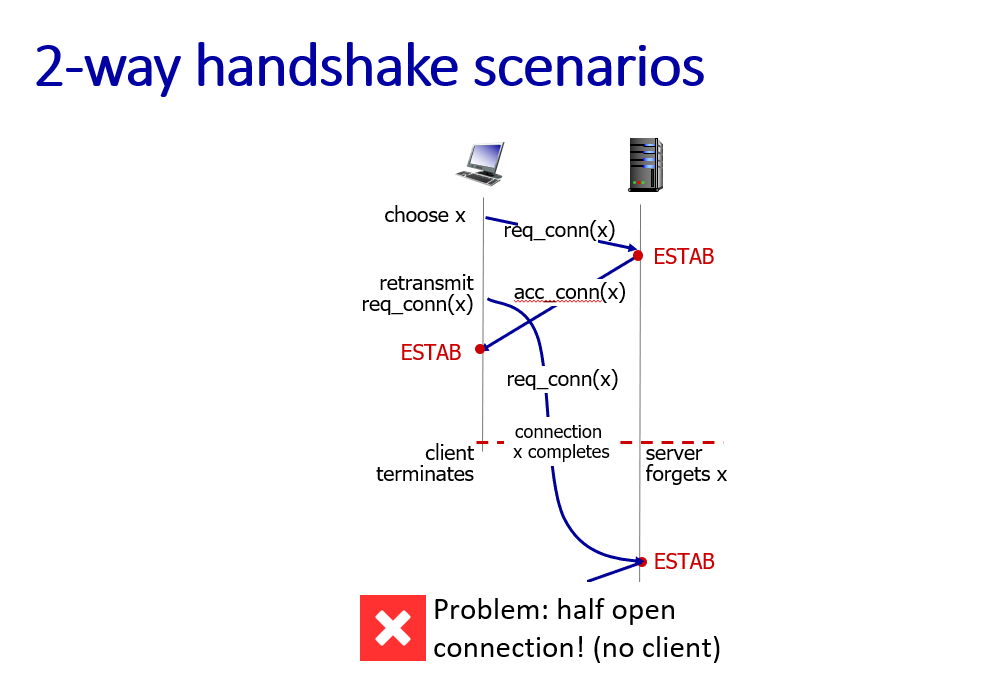 2-way handshake scenarios
choose x
req_conn(x)
ESTAB
retransmit
req_conn(x)
acc_conn(x)
ESTAB
req_conn(x)
connection
x completes
client
terminates
server
forgets x
ESTAB
Problem: half open
connection! (no client)